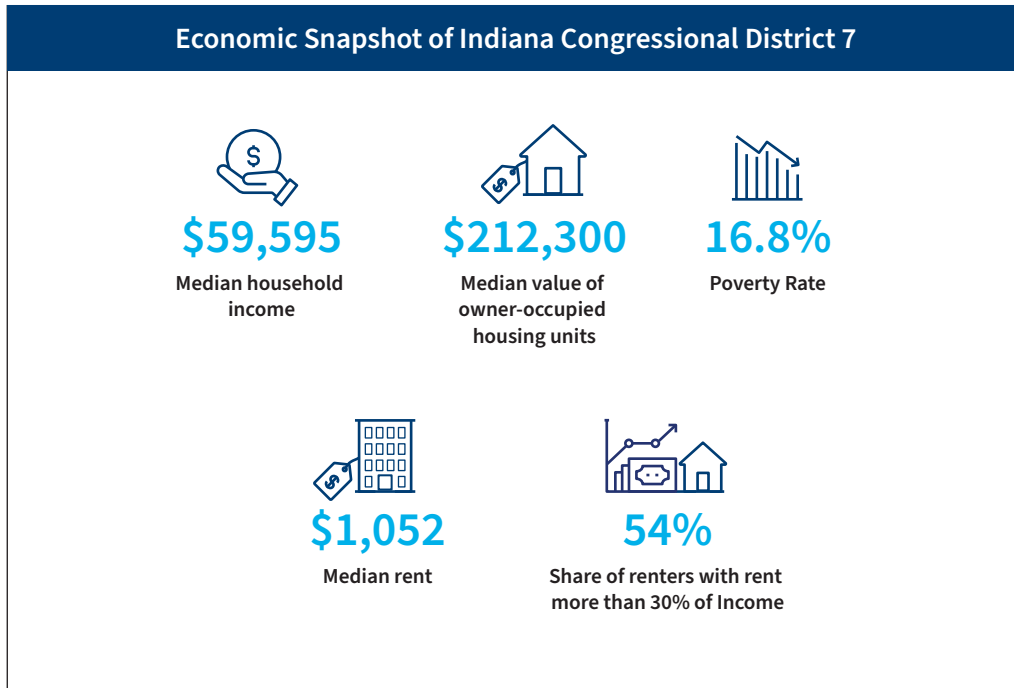 Economic Snapshot of Indiana Congressional District 7
$
$
$59,595
$212,300
16.8%
Median household
income
Median value of
owner-occupied
housing units
Poverty Rate
$
$1,052
54%
Median rent
Share of renters with rent
more than 30% of Income